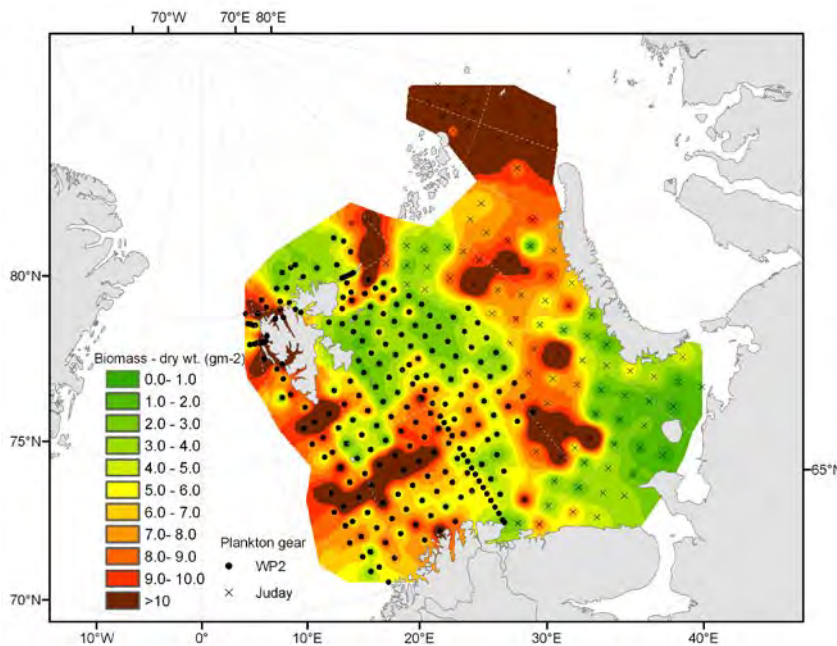 70°W 70°E 80°E
80°N
75°N
70°N
65°N
Biomass - dry wt. (gm-2)
0.0- 1.0
1.0 - 2.0
2.0 - 3.0
3.0 - 4.0
4.0 - 5.0
5.0 - 6.0
6.0 - 7.0
7.0 - 8.0
8.0 - 9.0
9.0 - 10.0
>10
Plankton gear
WP2
Juday
10°W 0° 10°E 20°E 30°E 40°E